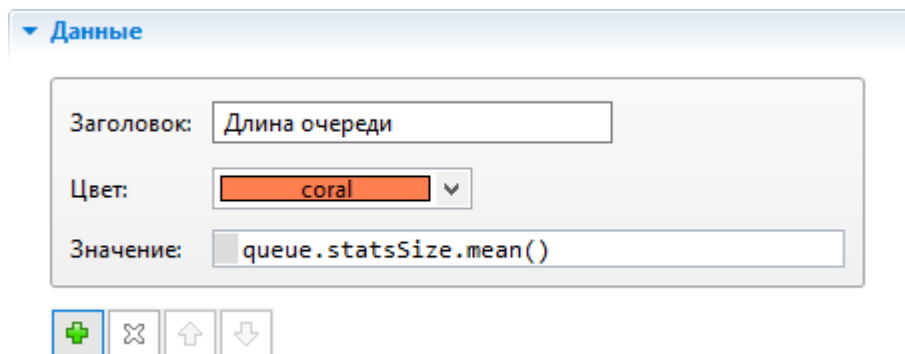 Данные
Заголовок: Длина очереди
Цвет: coral
Значение: queue.statsSize.mean()